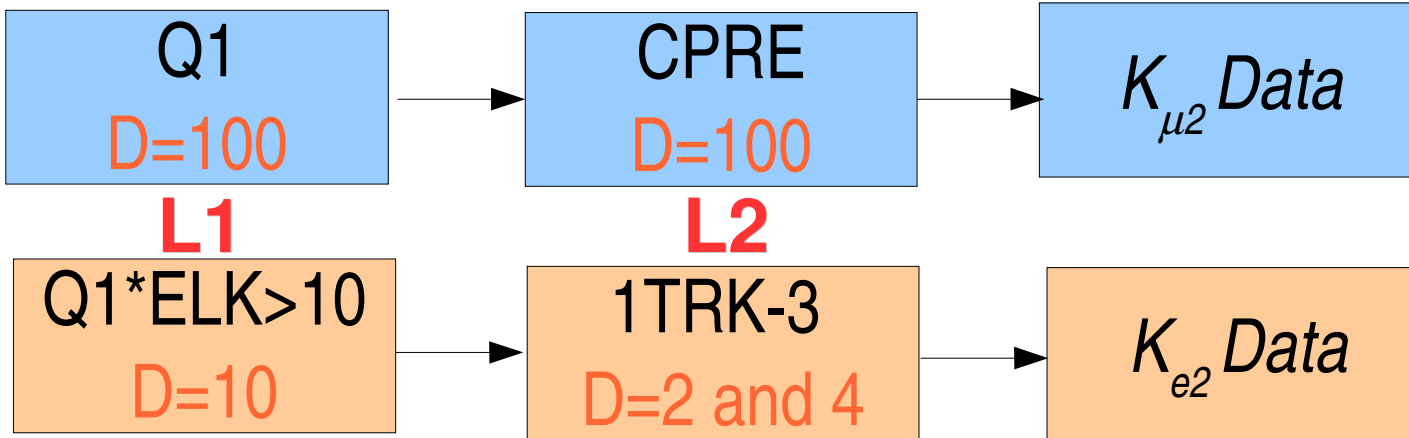 Q1
D=100
CPRE
D=100
Kμ2 Data
L1
L2
Q1*ELK>10
D=10
1TRK-3
D=2 and 4
Ke2 Data